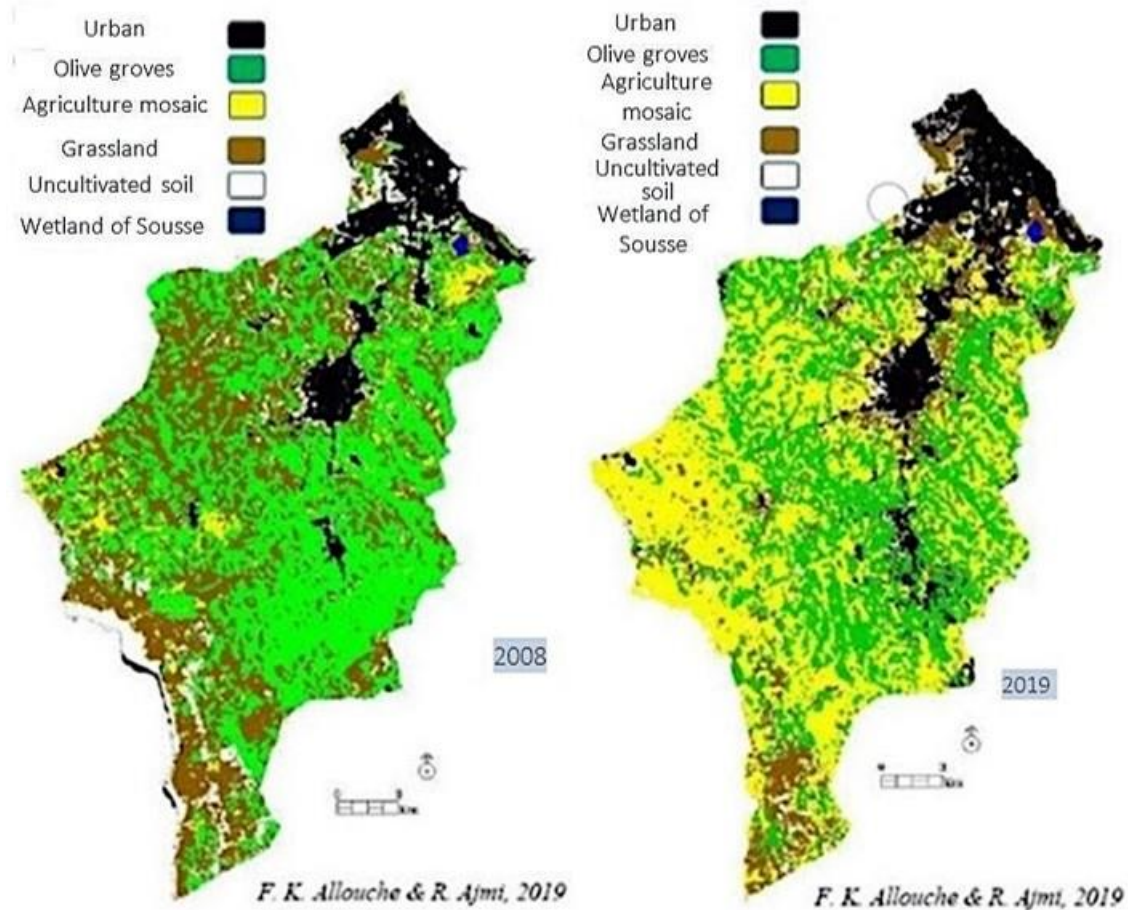 Urban
Olive groves
Agriculture mosaic
Grassland
Uncultivated soil
Wetland of Sousse
2008
F. K. Allouche & R. Ajmi, 2019
Urban
Olive groves
Agriculture
mosaic
Grassland
Uncultivated
soil
Wetland of
Sousse
2019
F. K. Allouche & R. Ajmi, 2019